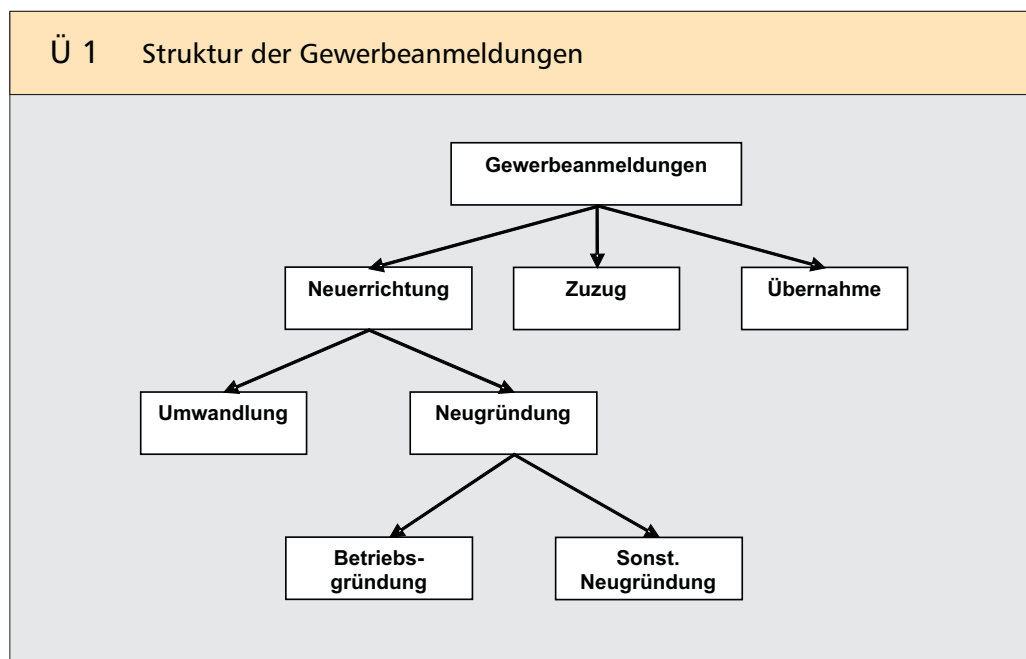 Ü 1 Struktur der Gewerbeanmeldungen
Gewerbeanmeldungen
Neuerrichtung
Zuzug
Übernahme
Umwandlung
Neugründung
Betriebs-
gründung
Sonst.
Neugründung